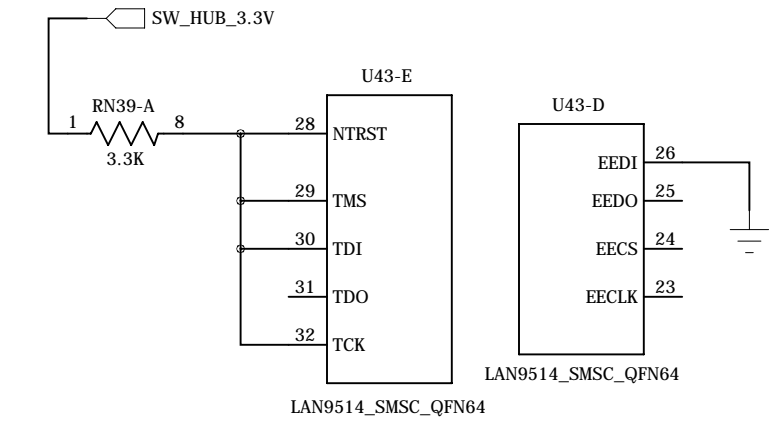 SW_HUB_3.3V
U43-E
RN39-A
1
8
3.3K
28
NTRST
29
TMS
30
TDI
31
TDO
32
TCK
LAN9514_SMSC_QFN64
U43-D
EEDI
26
EEDO
25
EECS
24
EECLK
23
LAN9514_SMSC_QFN64